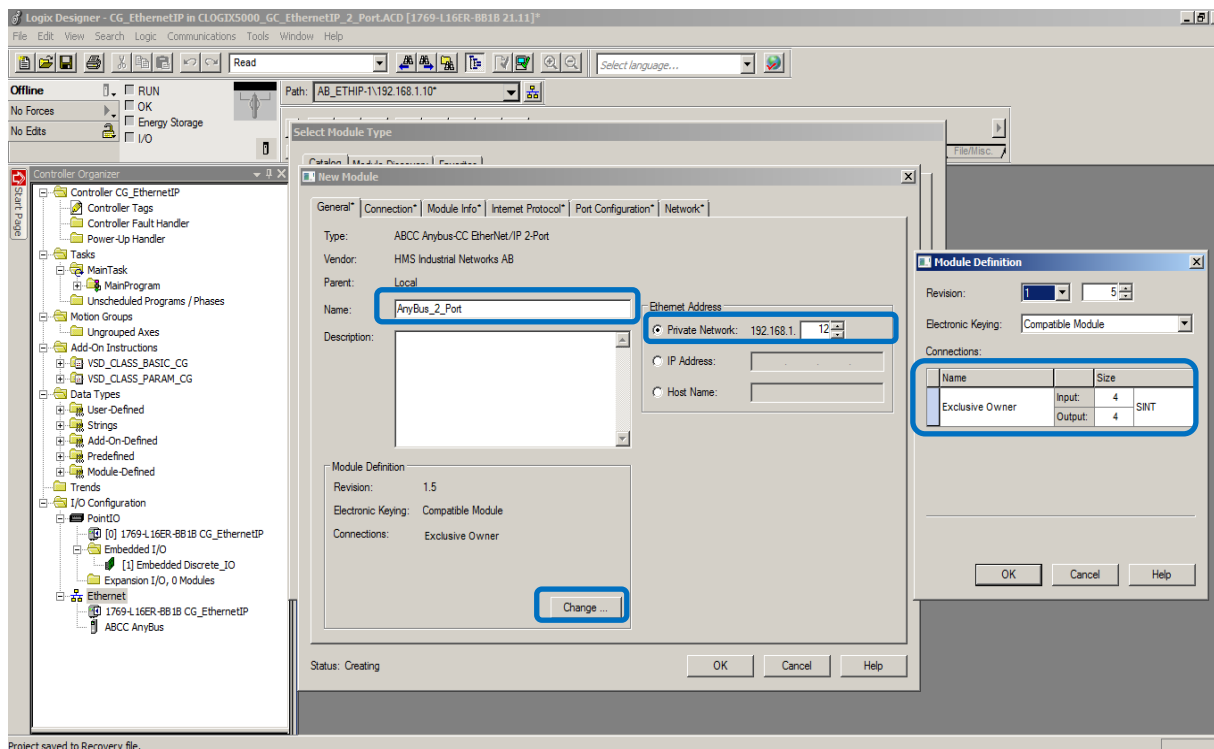 Logix Designer - CG_EthernetIP in CLOGIX5000_GC_EthernetIP_2_Port.ACD [1769-L16ER-BB1B 21.11]*
File Edit View Search Logic Communications Tools Window Help
Read
Select language...
Offline
RUN
Path: AB_ETHIP-1\192.168.1.10*
No Forces
OK
No Edits
Energy Storage
I/O
File/Misc.
Start Page
Controller Organizer
Controller CG_EthernetIP
Controller Tags
Controller Fault Handler
Power-Up Handler
Tasks
MainTask
MainProgram
Unscheduled Programs / Phases
Motion Groups
Ungrouped Axes
Add-On Instructions
VSD_CLASS_BASIC_CG
VSD_CLASS_PARAM_CG
Data Types
User-Defined
Strings
Add-On-Defined
Predefined
Module-Defined
Trends
I/O Configuration
PointIO
[0] 1769-L16ER-BB1B CG_EthernetIP
Embedded I/O
[1] Embedded Discrete_IO
Expansion I/O, 0 Modules
Ethernet
1769-L16ER-BB1B CG_EthernetIP
ABCC AnyBus
Select Module Type
Catalog Module Discovery Favorites
New Module
General* Connection* Module Info* Internet Protocol* Port Configuration* Network*
Type: ABCC Anybus-CC EtherNet/IP 2-Port
Vendor: HMS Industrial Networks AB
Parent: Local
Name: AnyBus_2_Port
Description:
Ethernet Address
Private Network: 192.168.1. 12
IP Address:
Host Name:
Module Definition
Revision: 1.5
Electronic Keying: Compatible Module
Connections: Exclusive Owner
Change ...
Status: Creating
OK Cancel Help
Module Definition
Revision: 1 5
Electronic Keying: Compatible Module
Connections:
Name Size
Exclusive Owner Input: 4 SINT
Output: 4
OK Cancel Help
Project saved to Recovery file.